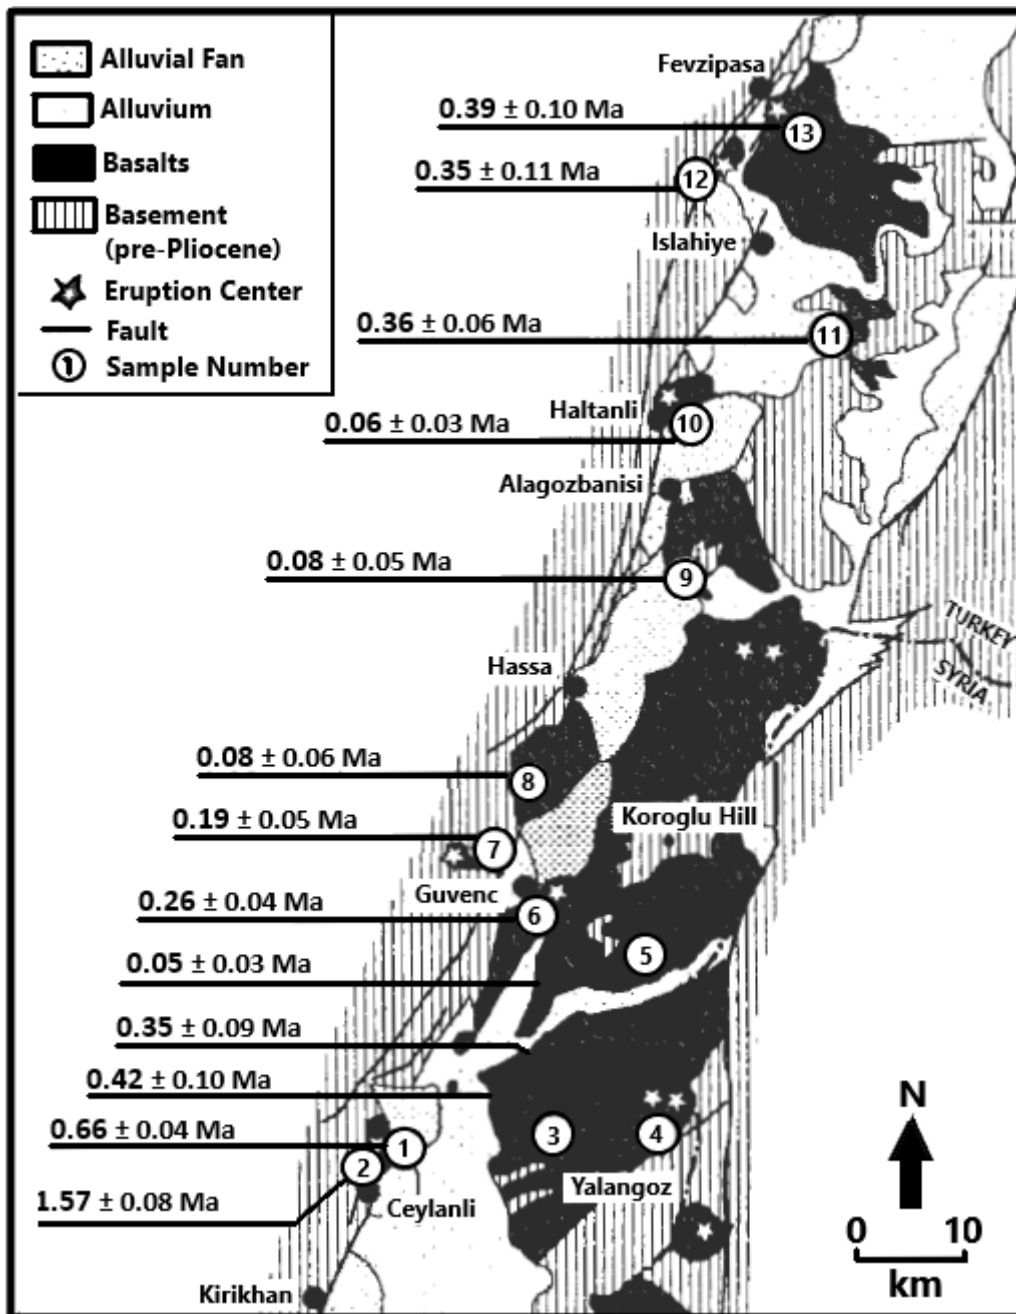 Alluvial Fan
Alluvium
Basalts
Basement
(pre-Pliocene)
Eruption Center
Fault
1 Sample Number
Fevzipasa
0.39 ± 0.10 Ma
13
0.35 ± 0.11 Ma
12
Islahiye
0.36 ± 0.06 Ma
11
Haltanli
0.06 ± 0.03 Ma
10
Alagozbanisi
0.08 ± 0.05 Ma
9
TURKEY
SYRIA
Hassa
0.08 ± 0.06 Ma
8
Koroglu Hill
0.19 ± 0.05 Ma
7
Guvenc
0.26 ± 0.04 Ma
6
5
0.05 ± 0.03 Ma
0.35 ± 0.09 Ma
0.42 ± 0.10 Ma
0.66 ± 0.04 Ma
1
3
4
2
Yalangoz
1.57 ± 0.08 Ma
Ceylanli
Kirikhan
N
0 10
km